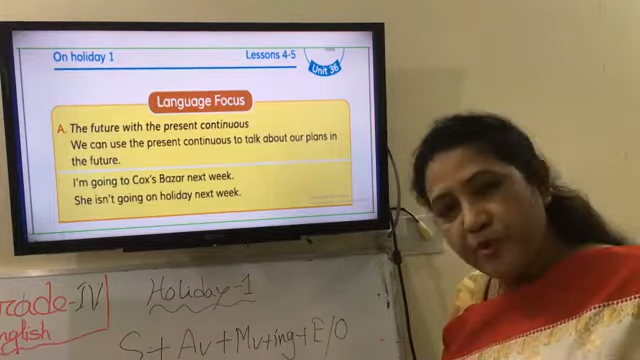 On holiday 1 Lessons 4-5
Unit 36
Language Focus
A. The future with the present continuous
We can use the present continuous to talk about our plans in
the future.
I'm going to Cox's Bazar next week.
She isn't going on holiday next week.
rade-IV
nglish
Holiday-1
S+ Av+ Mv+ing+E/O